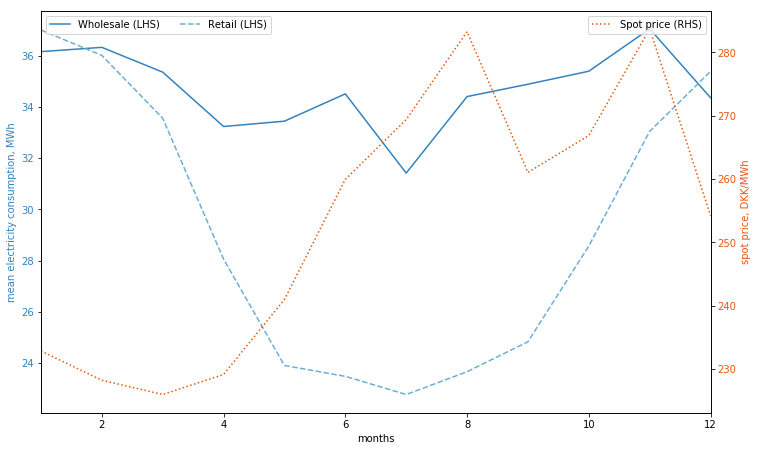 Wholesale (LHS) Retail (LHS) Spot price (RHS)
mean electricity consumption, MWh
36
34
32
30
28
26
24
280
270
260
250
240
230
spot price, DKK/MWh
2 4 6 8 10 12
months